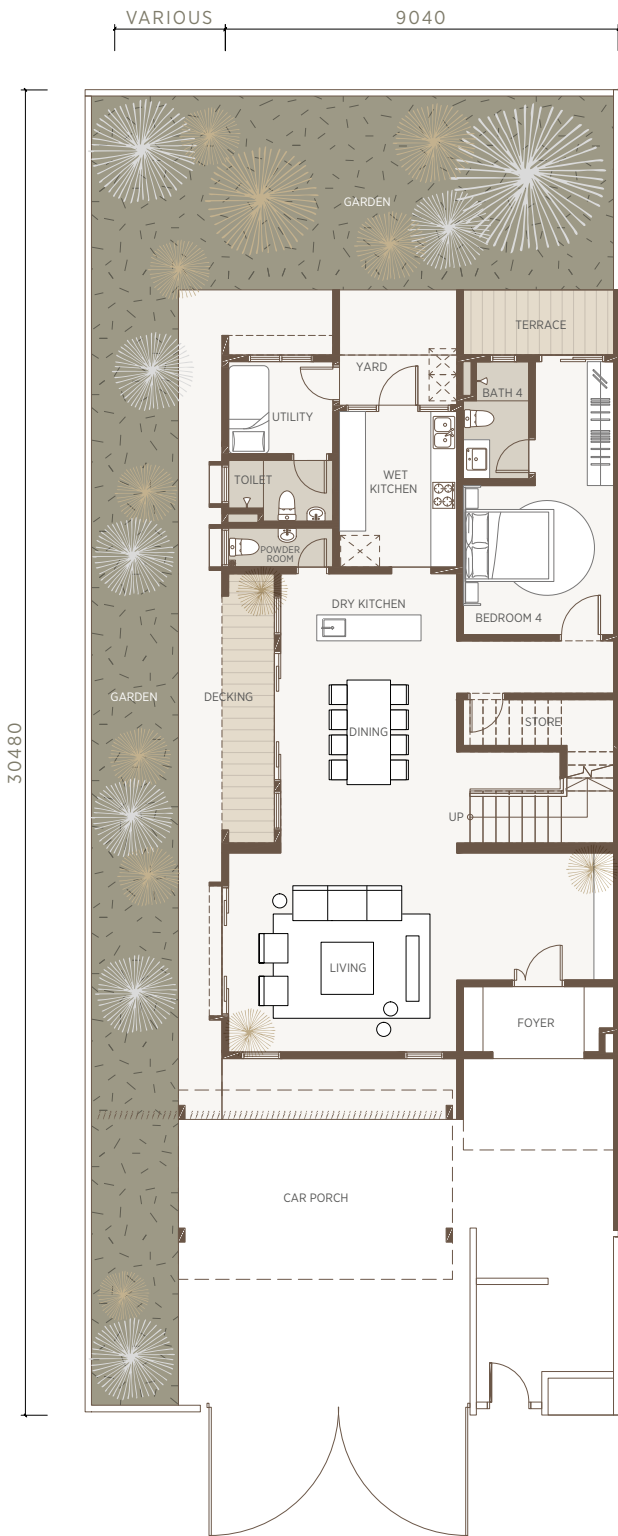 VARIOUS
9040
GARDEN
TERRACE
YARD
BATH 4
UTILITY
TOILET
WET
KITCHEN
POWDER
ROOM
DRY KITCHEN
BEDROOM 4
GARDEN
DECKING
STORE
DINING
30480
UP
LIVING
FOYER
CAR PORCH